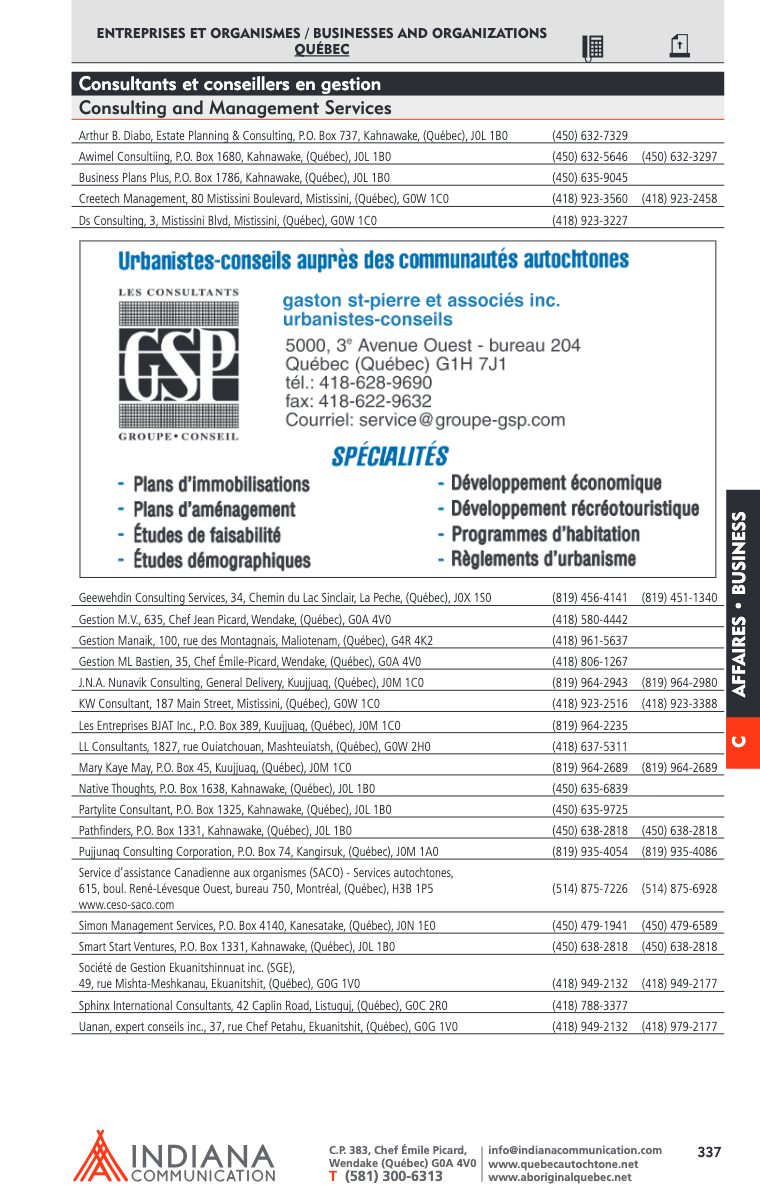 ENTREPRISES ET ORGANISMES / BUSINESSES AND ORGANIZATIONS
QUÉBEC
Consultants et conseillers en gestion
Consulting and Management Services
Arthur B. Diabo, Estate Planning & Consulting, P.O. Box 737, Kahnawake, (Québec), J0L 1B0 (450) 632-7329
Awimel Consultiing, P.O. Box 1680, Kahnawake, (Québec), J0L 1B0 (450) 632-5646 (450) 632-3297
Business Plans Plus, P.O. Box 1786, Kahnawake, (Québec), J0L 1B0 (450) 635-9045
Creetech Management, 80 Mistissini Boulevard, Mistissini, (Québec), G0W 1C0 (418) 923-3560 (418) 923-2458
Ds Consulting, 3, Mistissini Blvd, Mistissini, (Québec), G0W 1C0 (418) 923-3227
Urbanistes-conseils auprès des communautés autochtones
LES CONSULTANTS
GSP
GROUPE • CONSEIL
gaston st-pierre et associés inc.
urbanistes-conseils
5000, 3e Avenue Ouest - bureau 204
Québec (Québec) G1H 7J1
tél.: 418-628-9690
fax: 418-622-9632
Courriel: service@groupe-gsp.com
SPÉCIALITÉS
- Plans d'immobilisations
- Plans d'aménagement
- Études de faisabilité
- Études démographiques
- Développement économique
- Développement récréotouristique
- Programmes d'habitation
- Règlements d'urbanisme
Geewehdin Consulting Services, 34, Chemin du Lac Sinclair, La Peche, (Québec), J0X 1S0 (819) 456-4141 (819) 451-1340
Gestion M.V., 635, Chef Jean Picard, Wendake, (Québec), G0A 4V0 (418) 580-4442
Gestion Manaik, 100, rue des Montagnais, Maliotenam, (Québec), G4R 4K2 (418) 961-5637
Gestion ML Bastien, 35, Chef Émile-Picard, Wendake, (Québec), G0A 4V0 (418) 806-1267
J.N.A. Nunavik Consulting, General Delivery, Kuujjuaq, (Québec), J0M 1C0 (819) 964-2943 (819) 964-2980
KW Consultant, 187 Main Street, Mistissini, (Québec), G0W 1C0 (418) 923-2516 (418) 923-3388
Les Entreprises BJAT Inc., P.O. Box 389, Kuujjuaq, (Québec), J0M 1C0 (819) 964-2235
LL Consultants, 1827, rue Ouiatchouan, Mashteuiatsh, (Québec), G0W 2H0 (418) 637-5311
Mary Kaye May, P.O. Box 45, Kuujjuaq, (Québec), J0M 1C0 (819) 964-2689 (819) 964-2689
Native Thoughts, P.O. Box 1638, Kahnawake, (Québec), J0L 1B0 (450) 635-6839
Partylite Consultant, P.O. Box 1325, Kahnawake, (Québec), J0L 1B0 (450) 635-9725
Pathfinders, P.O. Box 1331, Kahnawake, (Québec), J0L 1B0 (450) 638-2818 (450) 638-2818
Pujjunaq Consulting Corporation, P.O. Box 74, Kangirsuk, (Québec), J0M 1A0 (819) 935-4054 (819) 935-4086
Service d'assistance Canadienne aux organismes (SACO) - Services autochtones,
615, boul. René-Lévesque Ouest, bureau 750, Montréal, (Québec), H3B 1P5 (514) 875-7226 (514) 875-6928
www.ceso-saco.com
Simon Management Services, P.O. Box 4140, Kanesatake, (Québec), J0N 1E0 (450) 479-1941 (450) 479-6589
Smart Start Ventures, P.O. Box 1331, Kahnawake, (Québec), J0L 1B0 (450) 638-2818 (450) 638-2818
Société de Gestion Ekuanitshinnuat inc. (SGE),
49, rue Mishta-Meshkanau, Ekuanitshit, (Québec), G0G 1V0 (418) 949-2132 (418) 949-2177
Sphinx International Consultants, 42 Caplin Road, Listuguj, (Québec), G0C 2R0 (418) 788-3377
Uanan, expert conseils inc., 37, rue Chef Petahu, Ekuanitshit, (Québec), G0G 1V0 (418) 949-2132 (418) 979-2177
AFFAIRES • BUSINESS
C
INDIANA
COMMUNICATION
C.P. 383, Chef Émile Picard,
Wendake (Québec) G0A 4V0
T (581) 300-6313
info@indianacommunication.com
www.quebecautochtone.net
www.aboriginalquebec.net
337